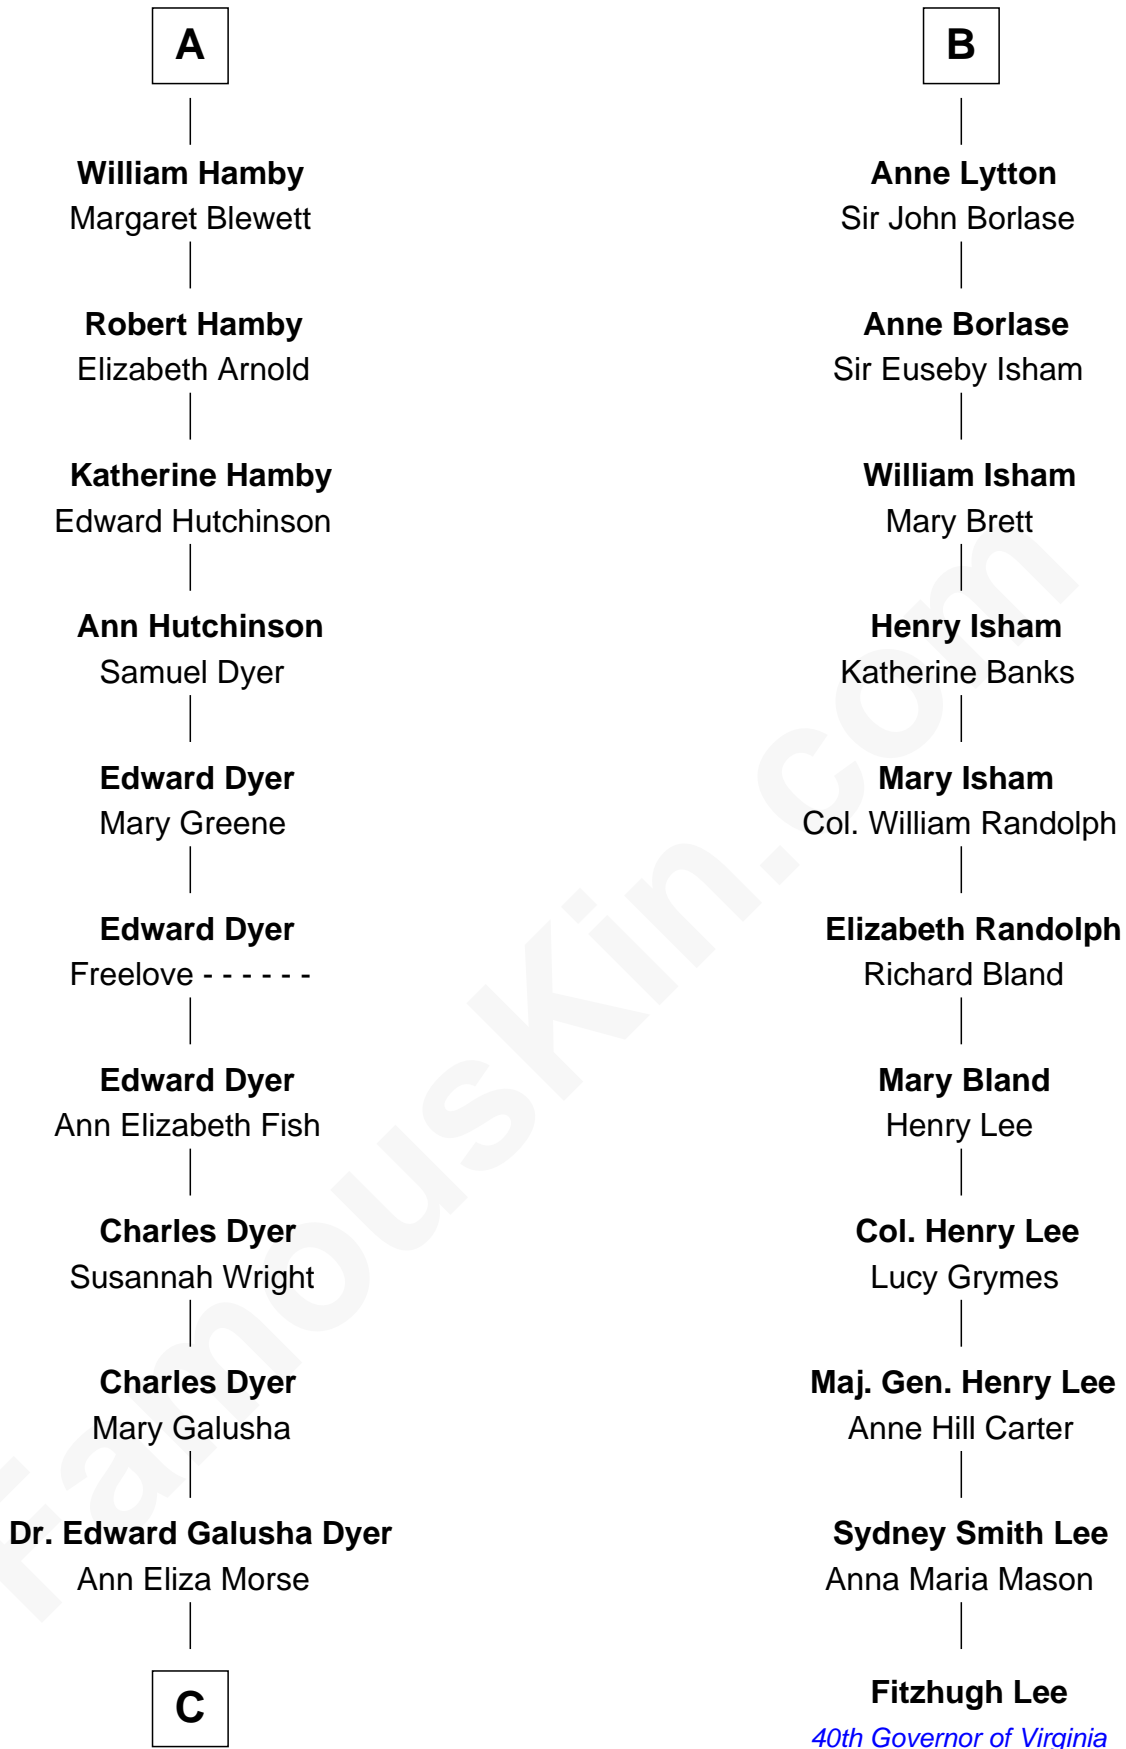 A
William Hamby
Margaret Blewett
Robert Hamby
Elizabeth Arnold
Katherine Hamby
Edward Hutchinson
Ann Hutchinson
Samuel Dyer
Edward Dyer
Mary Greene
Edward Dyer
Freelove - - - - - -
Edward Dyer
Ann Elizabeth Fish
Charles Dyer
Susannah Wright
Charles Dyer
Mary Galusha
Dr. Edward Galusha Dyer
Ann Eliza Morse
C
B
Anne Lytton
Sir John Borlase
Anne Borlase
Sir Euseby Isham
William Isham
Mary Brett
Henry Isham
Katherine Banks
Mary Isham
Col. William Randolph
Elizabeth Randolph
Richard Bland
Mary Bland
Henry Lee
Col. Henry Lee
Lucy Grymes
Maj. Gen. Henry Lee
Anne Hill Carter
Sydney Smith Lee
Anna Maria Mason
Fitzhugh Lee
40th Governor of Virginia
FamousKin.com